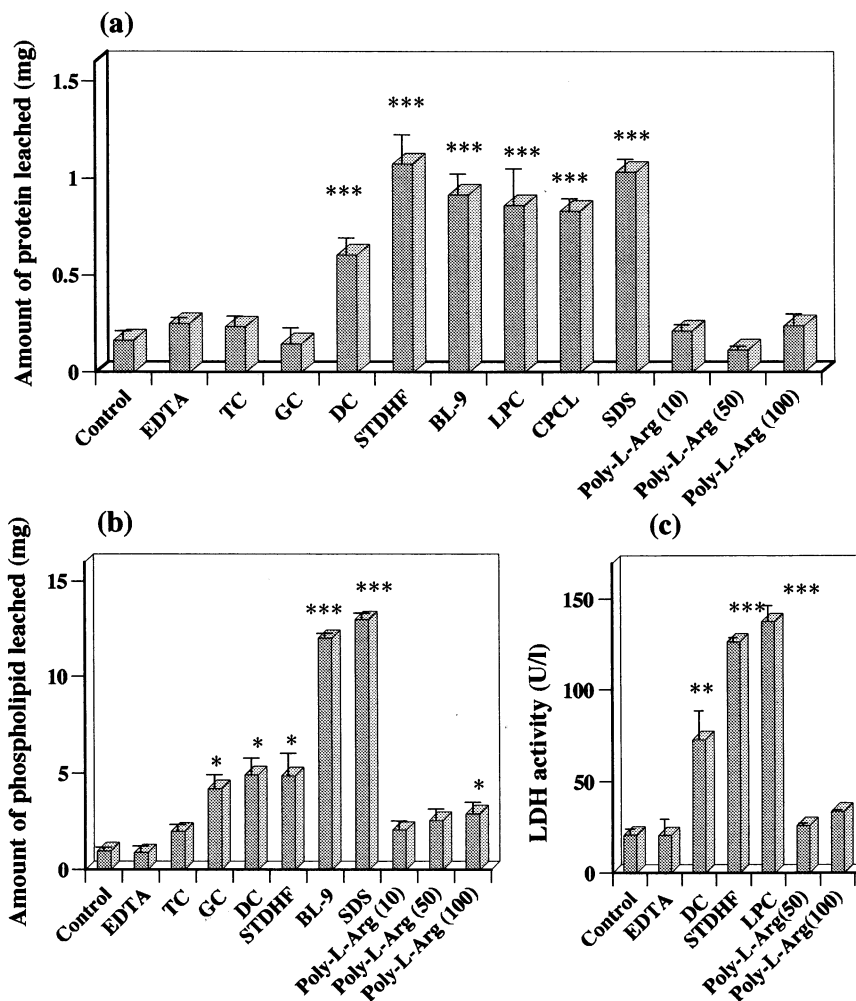 (a)
Amount of protein leached (mg)
1.5
1
0.5
0
***
***
***
***
***
***
Control
EDTA
TC
GC
DC
STDHF
BL-9
LPC
CPCL
SDS
Poly-L-Arg (10)
Poly-L-Arg (50)
Poly-L-Arg (100)
(b)
Amount of phospholipid leached (mg)
15
10
5
0
*
*
*
***
***
*
Control
EDTA
TC
GC
DC
STDHF
BL-9
SDS
Poly-L-Arg (10)
Poly-L-Arg (50)
Poly-L-Arg (100)
(c)
LDH activity (U/l)
150
100
50
0
**
***
***
Control
EDTA
DC
STDHF
LPC
Poly-L-Arg(50)
Poly-L-Arg(100)